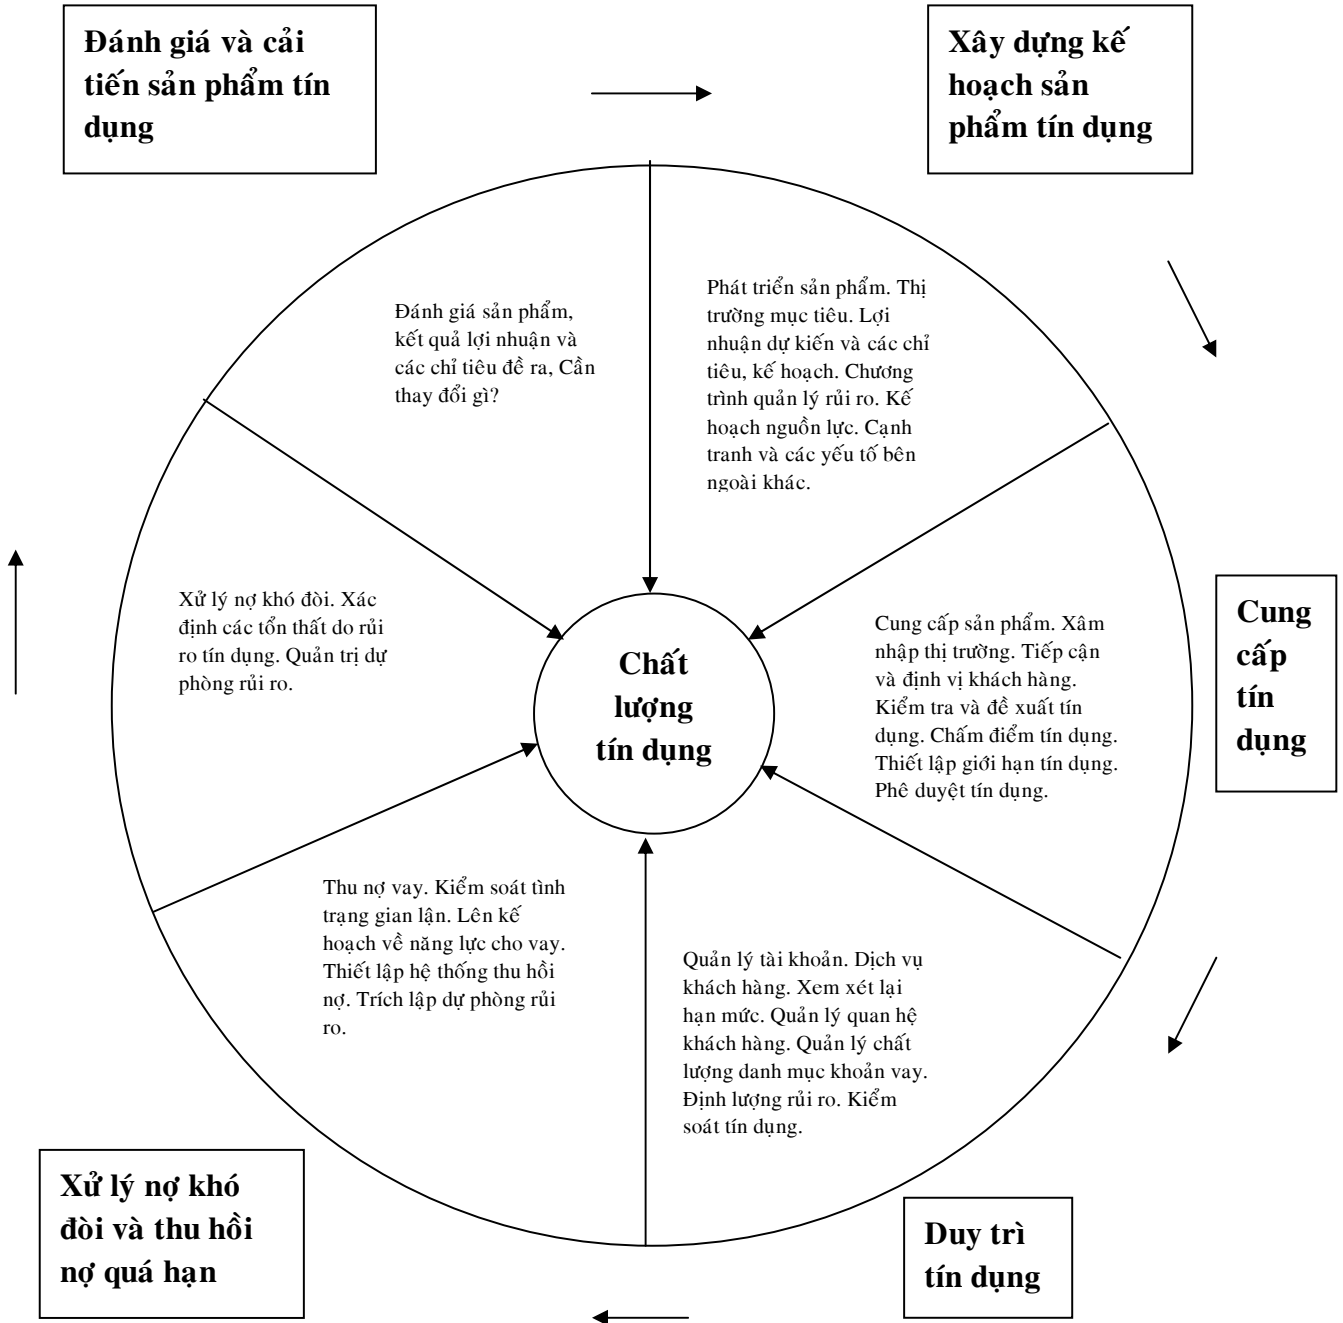 Đánh giá và cải
tiến sản phẩm tín
dụng
Xây dựng kế
hoạch sản
phẩm tín dụng
Đánh giá sản phẩm,
kết quả lợi nhuận và
các chỉ tiêu đề ra, Cần
thay đổi gì?
Phát triển sản phẩm. Thị
trường mục tiêu. Lợi
nhuận dự kiến và các chỉ
tiêu, kế hoạch. Chương
trình quản lý rủi ro. Kế
hoạch nguồn lực. Cạnh
tranh và các yếu tố bên
ngoài khác.
Xử lý nợ khó đòi. Xác
định các tổn thất do rủi
ro tín dụng. Quản trị dự
phòng rủi ro.
Chất
lượng
tín dụng
Cung cấp sản phẩm. Xâm
nhập thị trường. Tiếp cận
và định vị khách hàng.
Kiểm tra và đề xuất tín
dụng. Chấm điểm tín dụng.
Thiết lập giới hạn tín dụng.
Phê duyệt tín dụng.
Cung
cấp
tín
dụng
Thu nợ vay. Kiểm soát tình
trạng gian lận. Lên kế
hoạch về năng lực cho vay.
Thiết lập hệ thống thu hồi
nợ. Trích lập dự phòng rủi
ro.
Quản lý tài khoản. Dịch vụ
khách hàng. Xem xét lại
hạn mức. Quản lý quan hệ
khách hàng. Quản lý chất
lượng danh mục khoản vay.
Định lượng rủi ro. Kiểm
soát tín dụng.
Xử lý nợ khó
đòi và thu hồi
nợ quá hạn
Duy trì
tín dụng